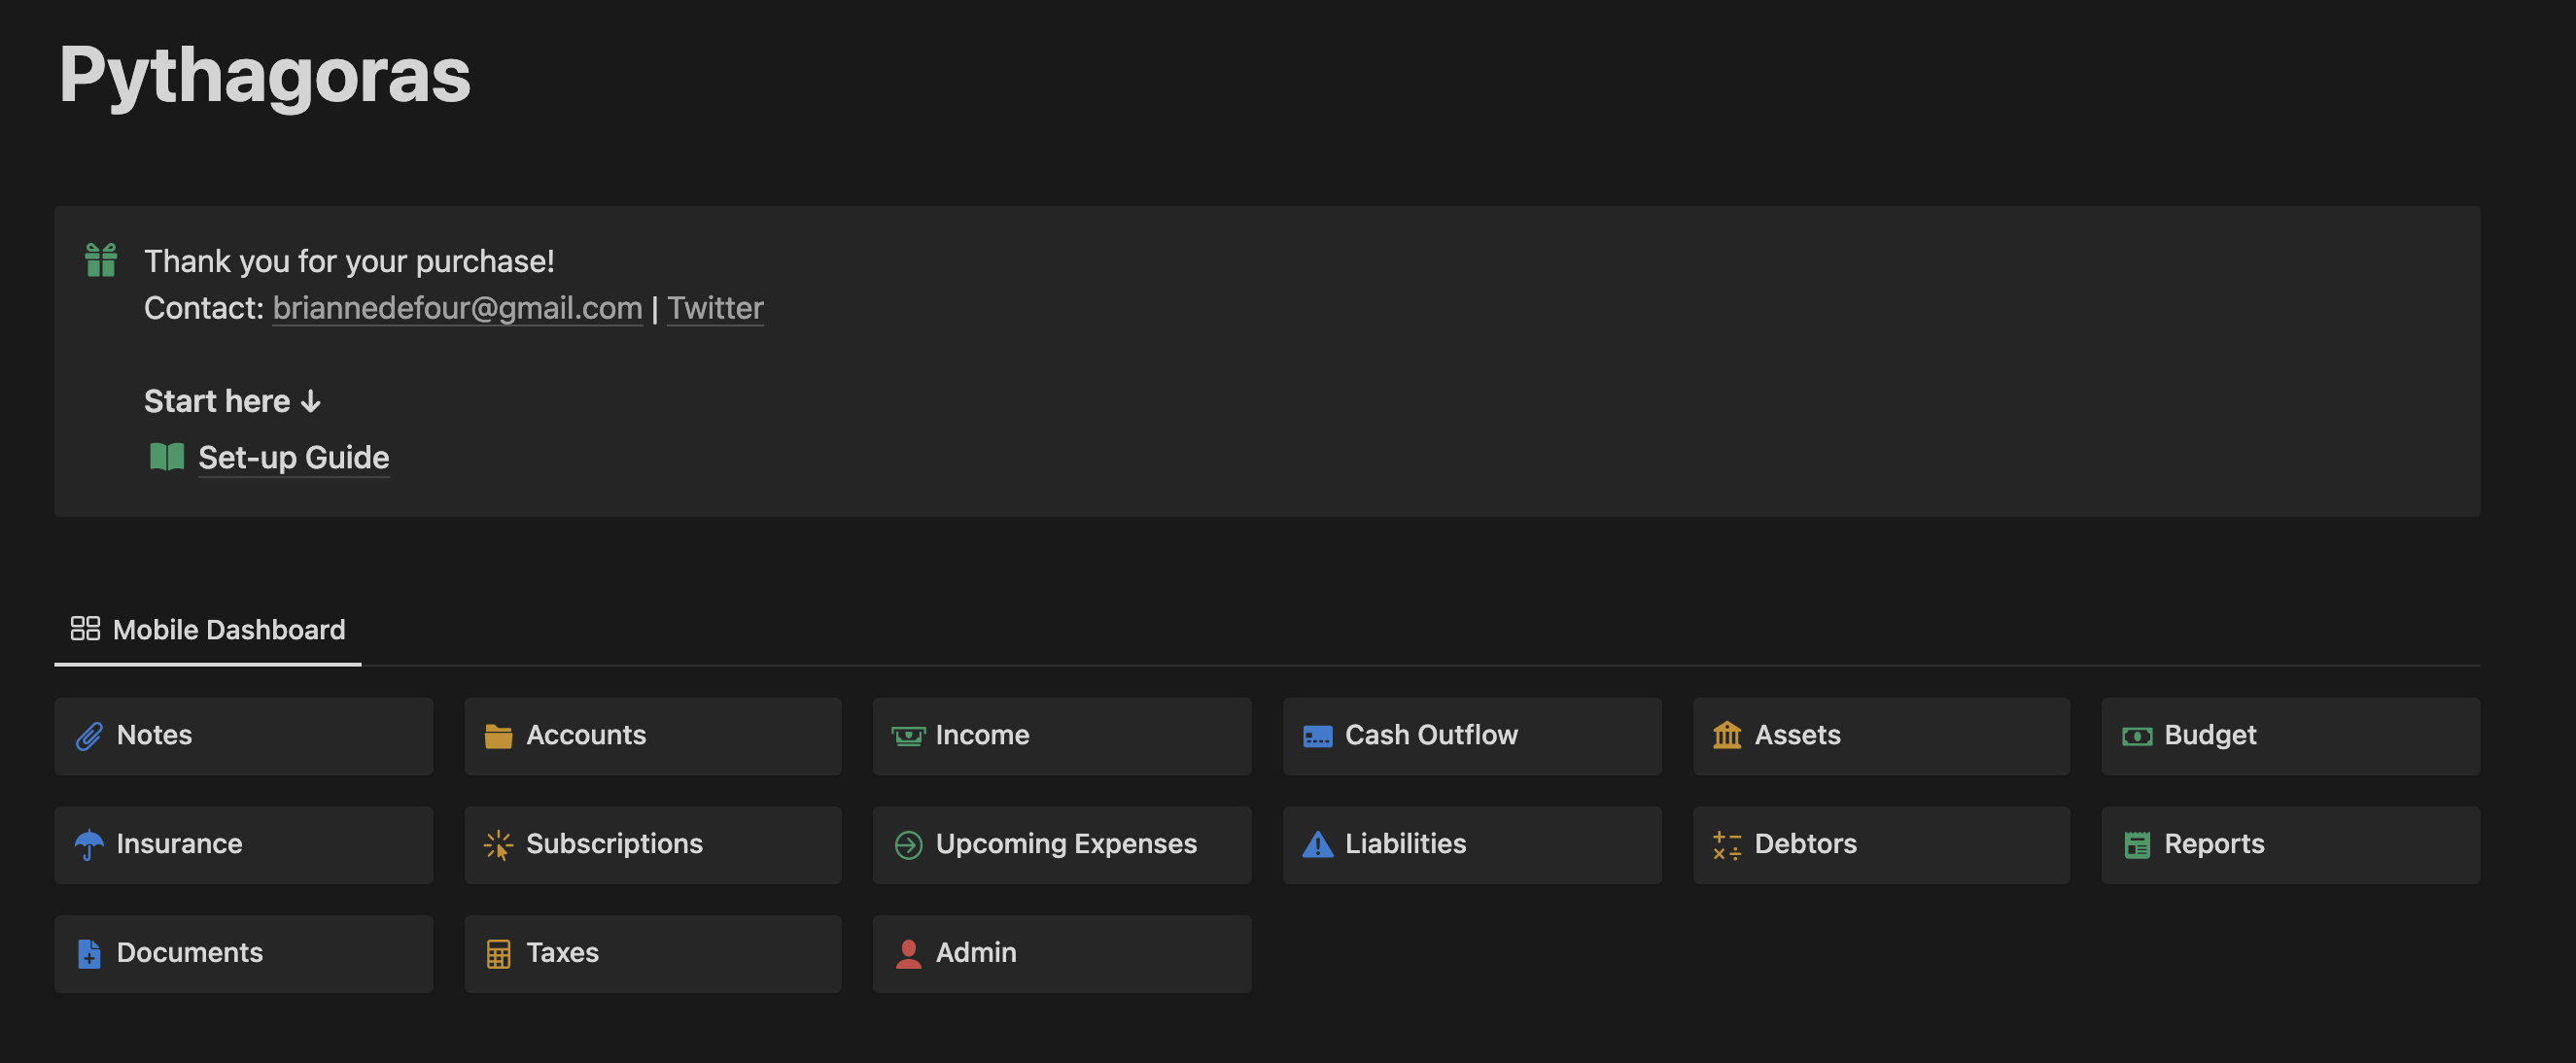 Pythagoras
Thank you for your purchase!
Contact: briannedefour@gmail.com | Twitter
Start here ↓
Set-up Guide
Mobile Dashboard
Notes
Accounts
Income
Cash Outflow
Assets
Budget
Insurance
Subscriptions
Upcoming Expenses
Liabilities
Debtors
Reports
Documents
Taxes
Admin